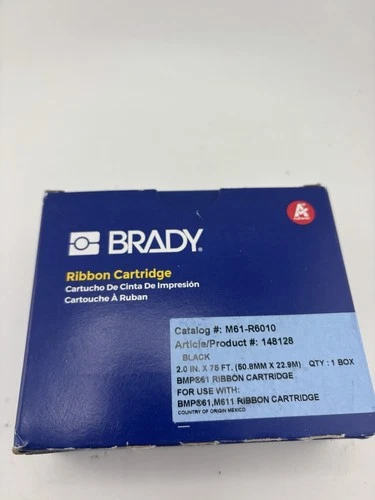 BRADY®
Ribbon Cartridge
Cartucho De Cinta De Impresión
Cartouche À Ruban
Catalog #: M61-R6010
Article/Product #: 148128
BLACK
2.0 IN. X 75 FT. (50.8MM X 22.9M) QTY : 1 BOX
BMP®61 RIBBON CARTRIDGE
FOR USE WITH:
BMP®61,M611 RIBBON CARTRIDGE
COUNTRY OF ORIGIN MEXICO